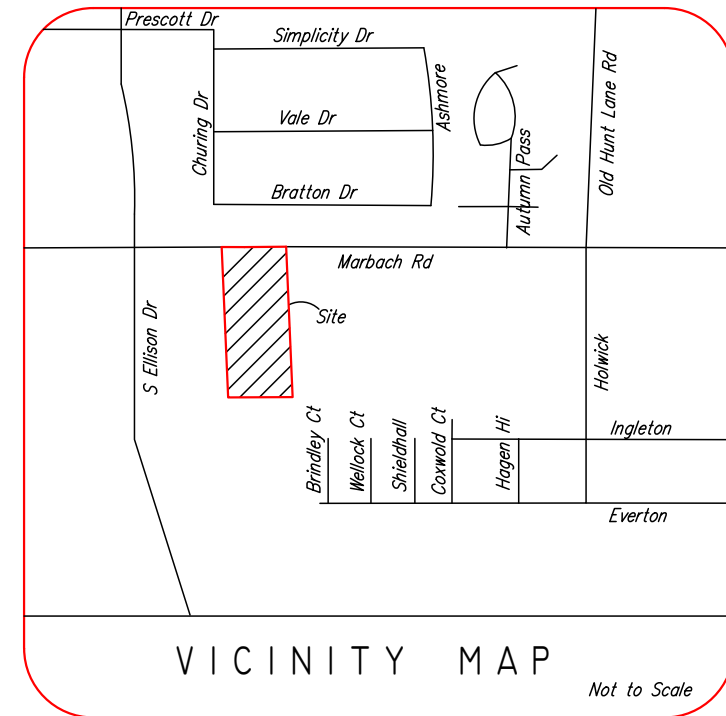 Prescott Dr
Simplicity Dr
Ashmore
Old Hunt Lane Rd
Churing Dr
Vale Dr
Autumn Pass
Bratton Dr
Marbach Rd
S Ellison Dr
Site
Holwick
Brindley Ct
Wellock Ct
Shieldhall
Coxwold Ct
Hagen Hi
Ingleton
Everton
VICINITY MAP
Not to Scale